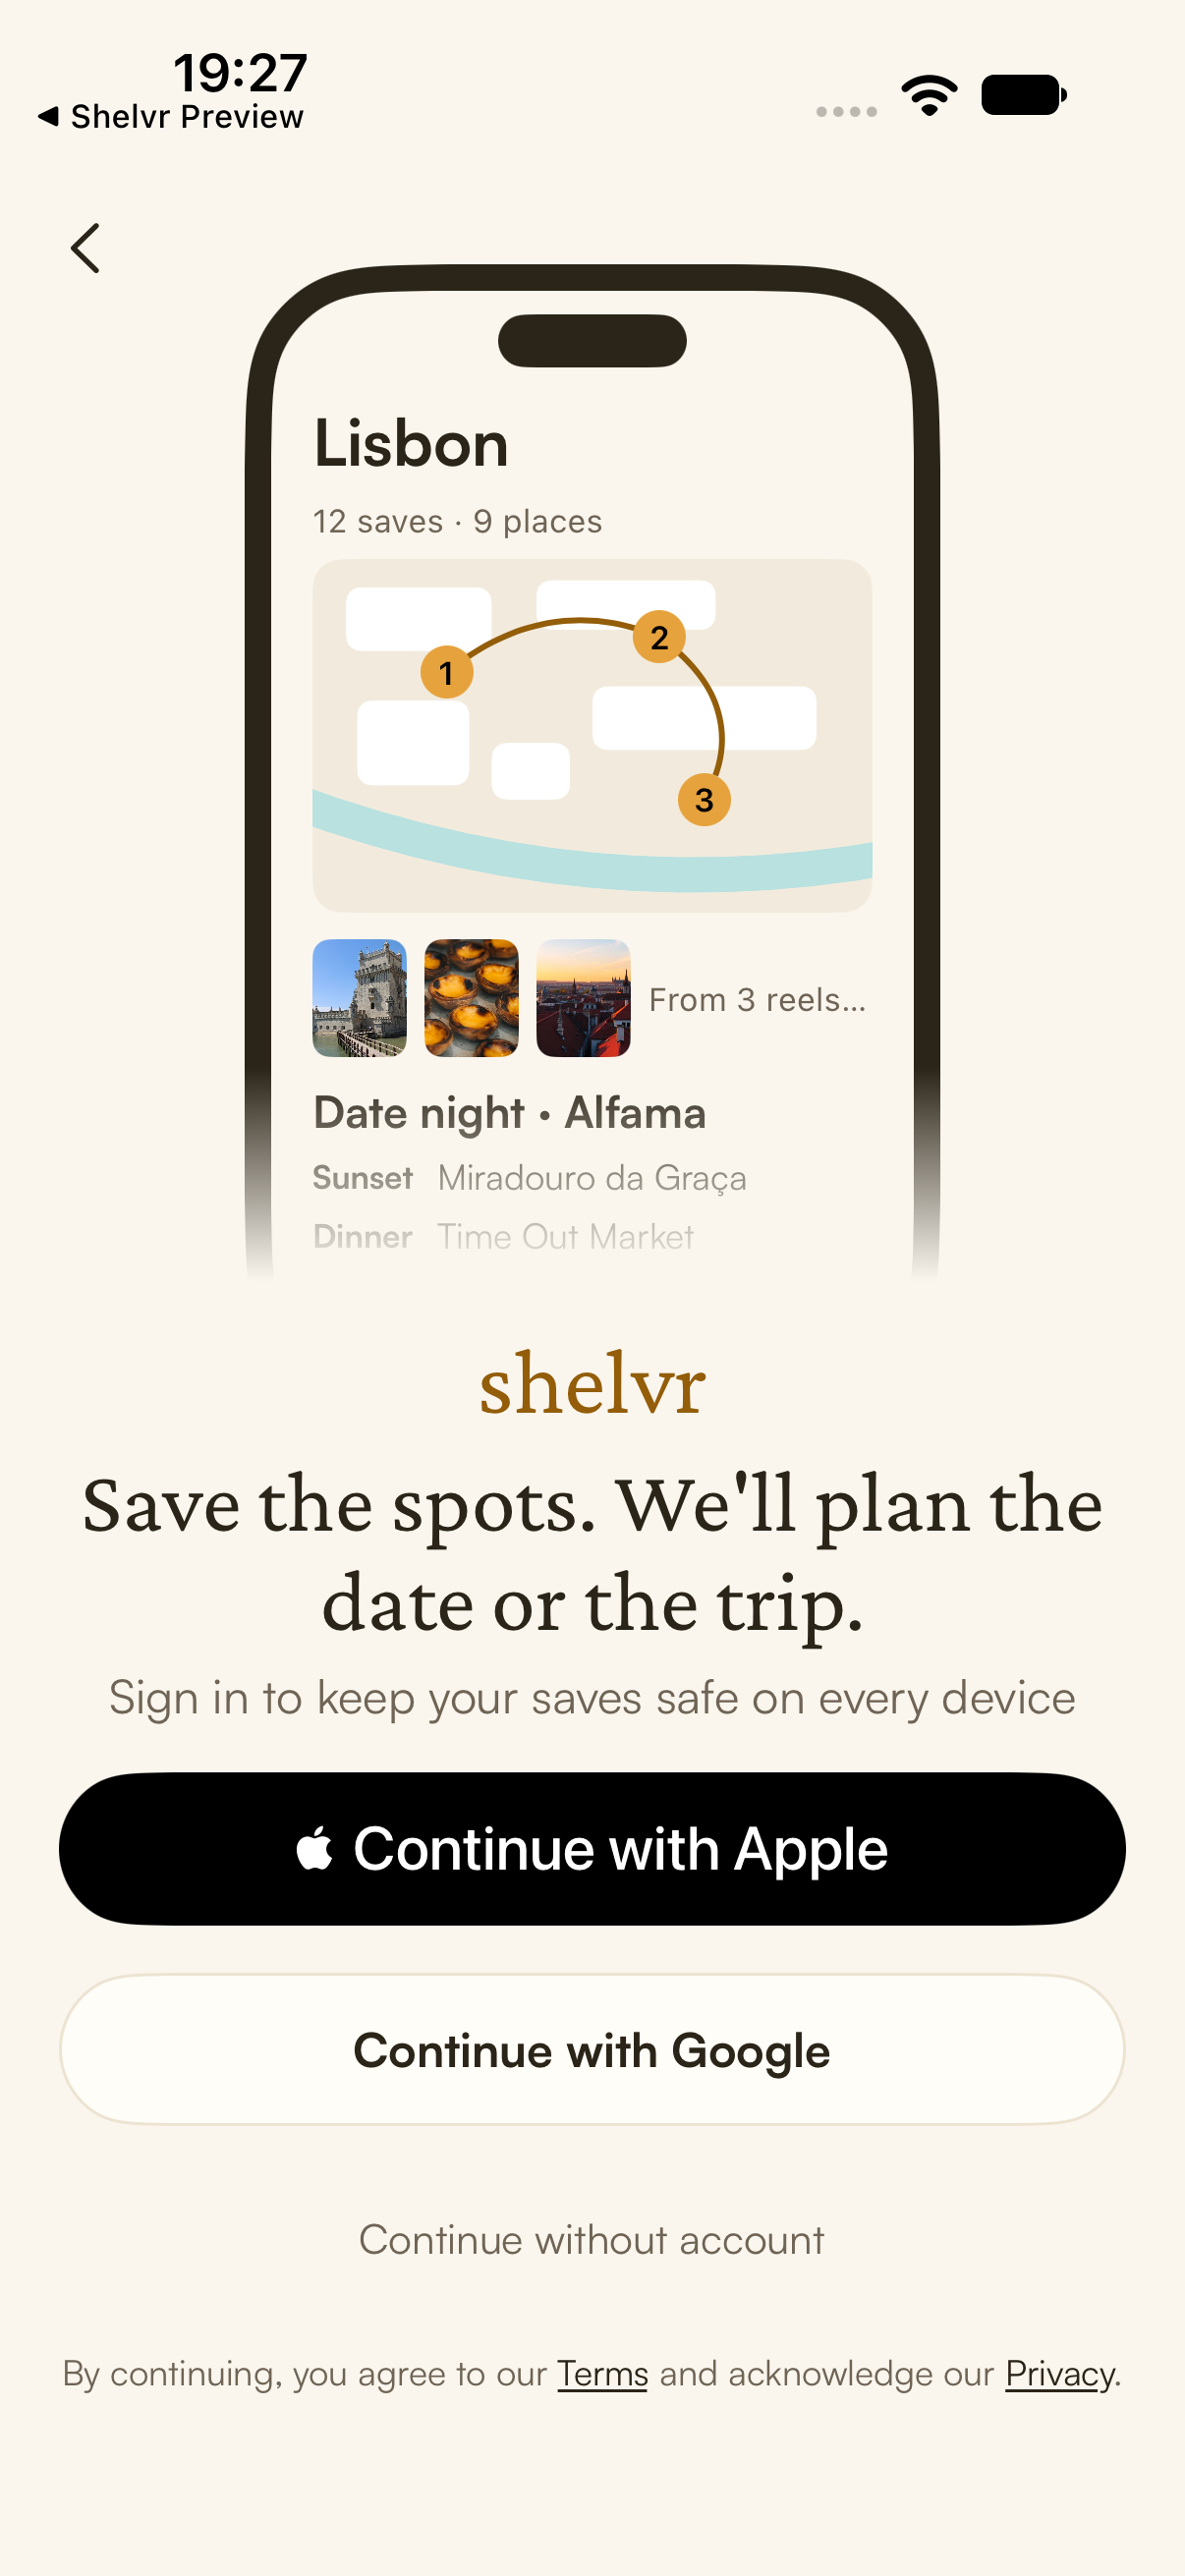 19:27
◀ Shelvr Preview
Lisbon
12 saves · 9 places
1
2
3
From 3 reels...
Date night · Alfama
Sunset Miradouro da Graça
Dinner Time Out Market
shelvr
Save the spots. We'll plan the
date or the trip.
Sign in to keep your saves safe on every device
Continue with Apple
Continue with Google
Continue without account
By continuing, you agree to our Terms and acknowledge our Privacy.